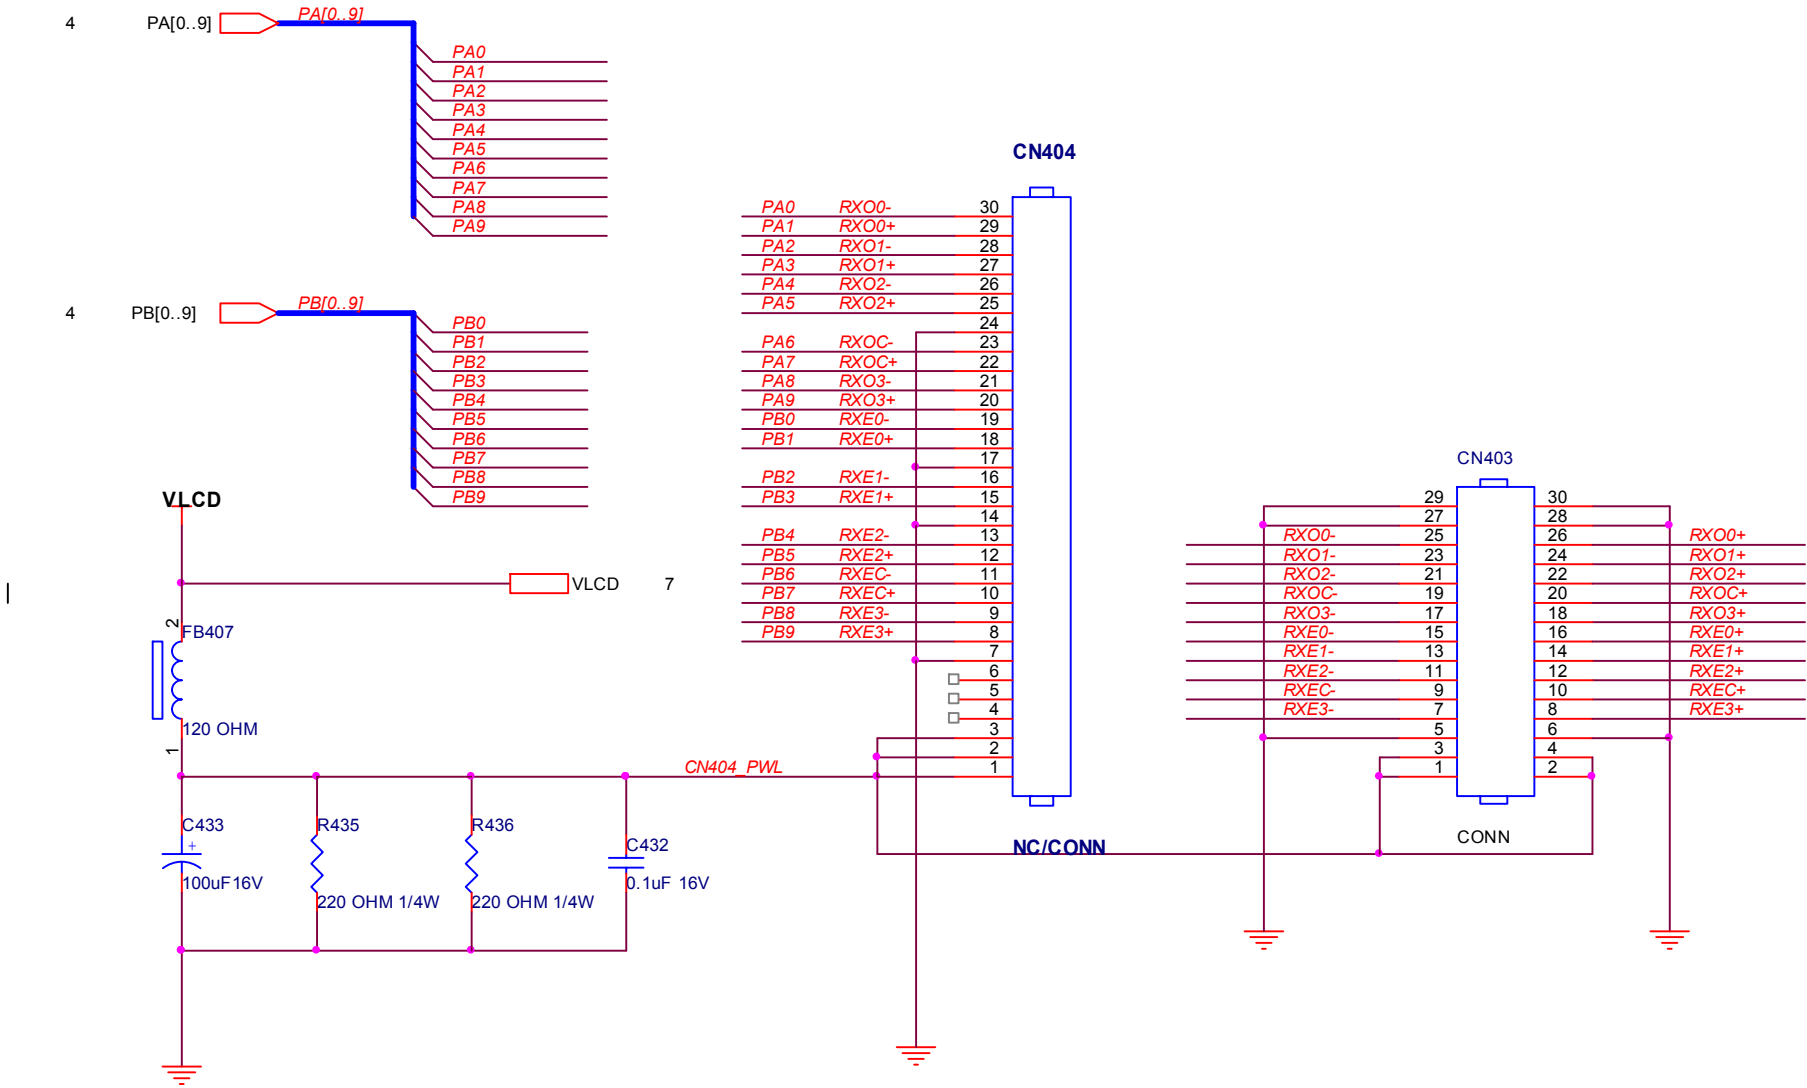 4 PA[0..9] PA[0..9]
PA0
PA1
PA2
PA3
PA4
PA5
PA6
PA7
PA8
PA9
4 PB[0..9] PB[0..9]
PB0
PB1
PB2
PB3
PB4
PB5
PB6
PB7
PB8
PB9
VLCD
VLCD 7
2
FB407
120 OHM
1
CN404_PWL
C433
+
100uF16V
R435
220 OHM 1/4W
R436
220 OHM 1/4W
C432
0.1uF 16V
CN404
PA0 RXO0- 30
PA1 RXO0+ 29
PA2 RXO1- 28
PA3 RXO1+ 27
PA4 RXO2- 26
PA5 RXO2+ 25
24
PA6 RXOC- 23
PA7 RXOC+ 22
PA8 RXO3- 21
PA9 RXO3+ 20
PB0 RXE0- 19
PB1 RXE0+ 18
17
PB2 RXE1- 16
PB3 RXE1+ 15
14
PB4 RXE2- 13
PB5 RXE2+ 12
PB6 RXEC- 11
PB7 RXEC+ 10
PB8 RXE3- 9
PB9 RXE3+ 8
7
6
5
4
3
2
1
NC/CONN
CN403
29 30
27 28
RXO0- 25 26 RXO0+
RXO1- 23 24 RXO1+
RXO2- 21 22 RXO2+
RXOC- 19 20 RXOC+
RXO3- 17 18 RXO3+
RXE0- 15 16 RXE0+
RXE1- 13 14 RXE1+
RXE2- 11 12 RXE2+
RXEC- 9 10 RXEC+
RXE3- 7 8 RXE3+
5 6
3 4
1 2
CONN